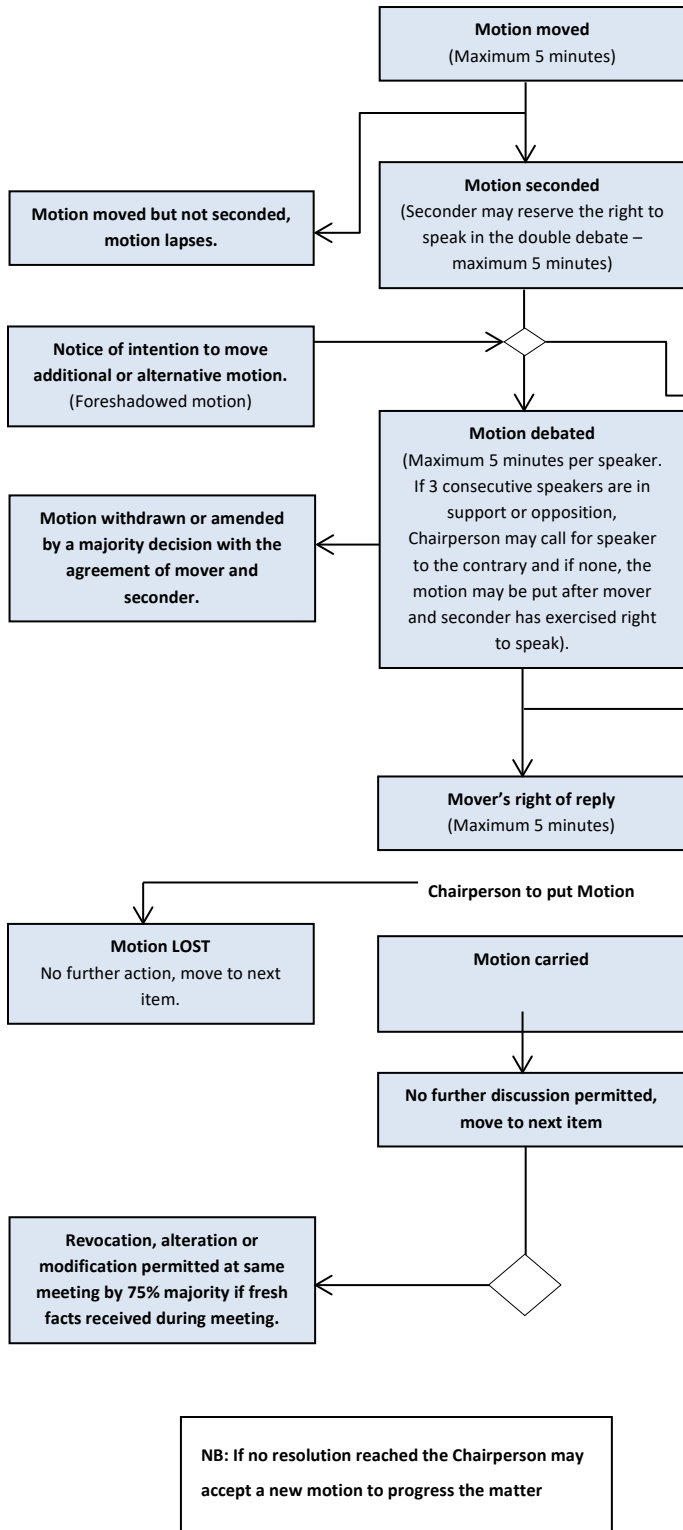 Motion moved
(Maximum 5 minutes)
Motion seconded
(Seconder may reserve the right to
speak in the double debate –
maximum 5 minutes)
Motion moved but not seconded,
motion lapses.
Notice of intention to move
additional or alternative motion.
(Foreshadowed motion)
Motion debated
(Maximum 5 minutes per speaker.
If 3 consecutive speakers are in
support or opposition,
Chairperson may call for speaker
to the contrary and if none, the
motion may be put after mover
and seconder has exercised right
to speak).
Motion withdrawn or amended
by a majority decision with the
agreement of mover and
seconder.
Mover’s right of reply
(Maximum 5 minutes)
Chairperson to put Motion
Motion LOST
No further action, move to next
item.
Motion carried
No further discussion permitted,
move to next item
Revocation, alteration or
modification permitted at same
meeting by 75% majority if fresh
facts received during meeting.
NB: If no resolution reached the Chairperson may
accept a new motion to progress the matter